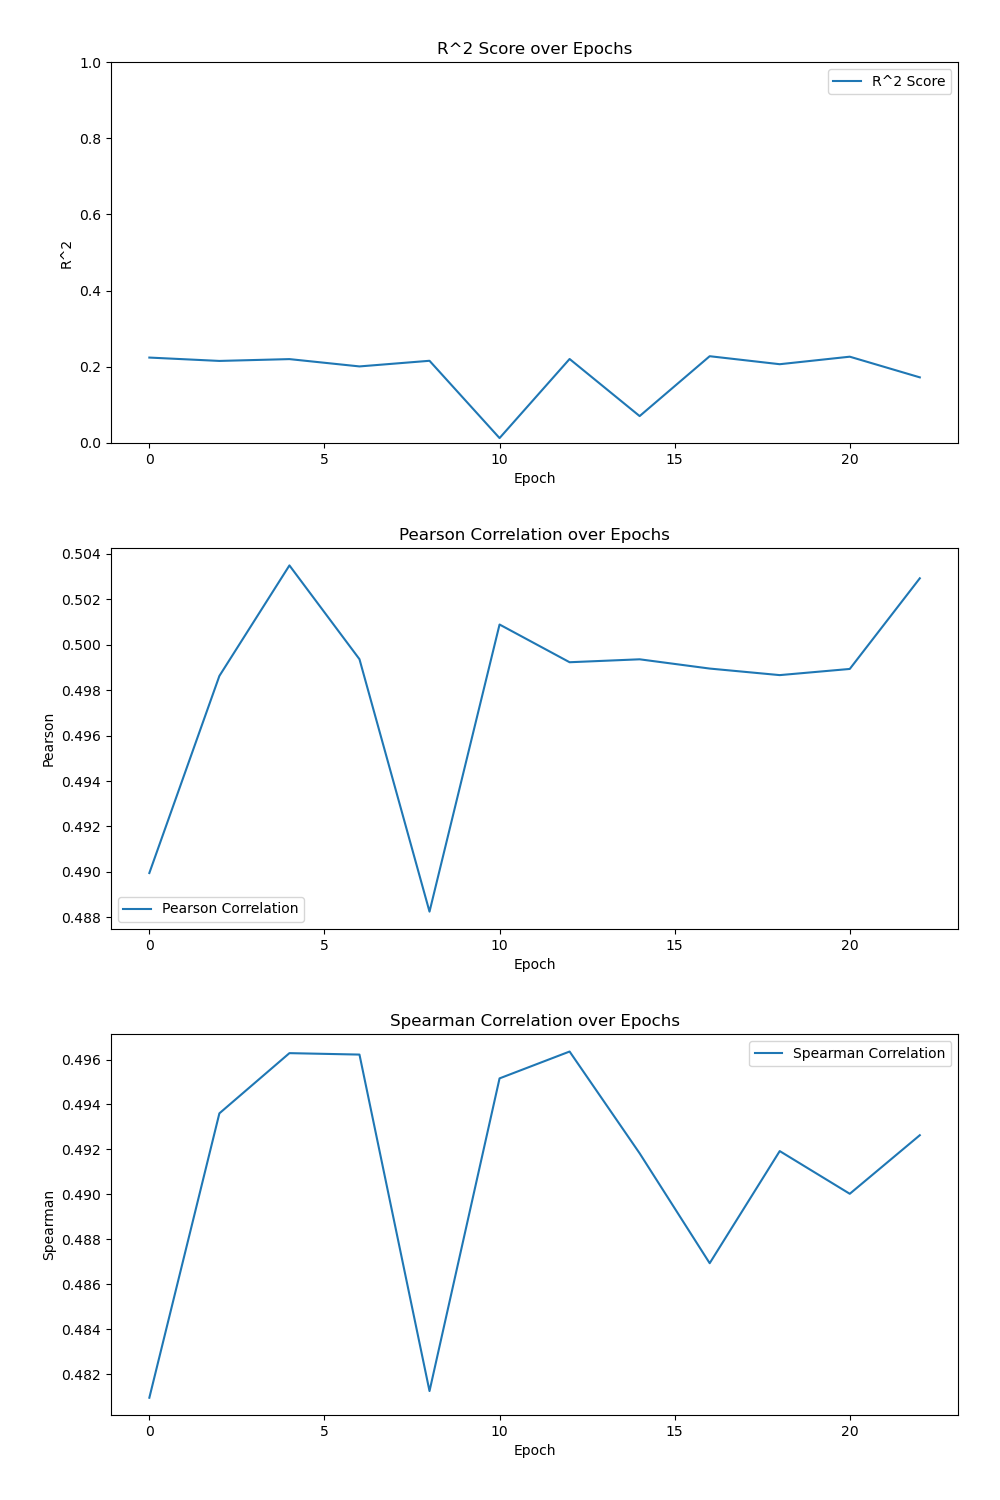 R^2 Score over Epochs
1.0
R^2 Score
0.8
0.6
R^2
0.4
0.2
0.0
0 5 10 15 20
Epoch
Pearson Correlation over Epochs
0.504
0.502
0.500
0.498
0.496
Pearson
0.494
0.492
0.490
0.488
Pearson Correlation
0 5 10 15 20
Epoch
Spearman Correlation over Epochs
0.496
Spearman Correlation
0.494
0.492
0.490
Spearman
0.488
0.486
0.484
0.482
0 5 10 15 20
Epoch